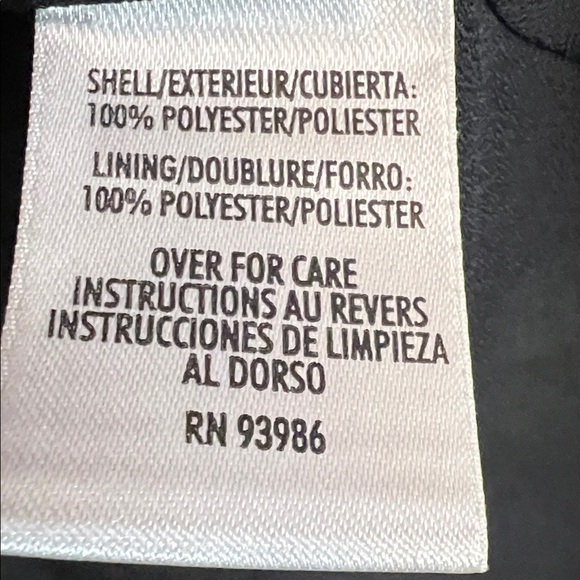 SHELL/EXTERIEUR/CUBIERTA:
100% POLYESTER/POLIESTER
LINING/DOUBLURE/FORRO:
100% POLYESTER/POLIESTER
OVER FOR CARE
INSTRUCTIONS AU REVERS
INSTRUCCIONES DE LIMPIEZA
AL DORSO
RN 93986